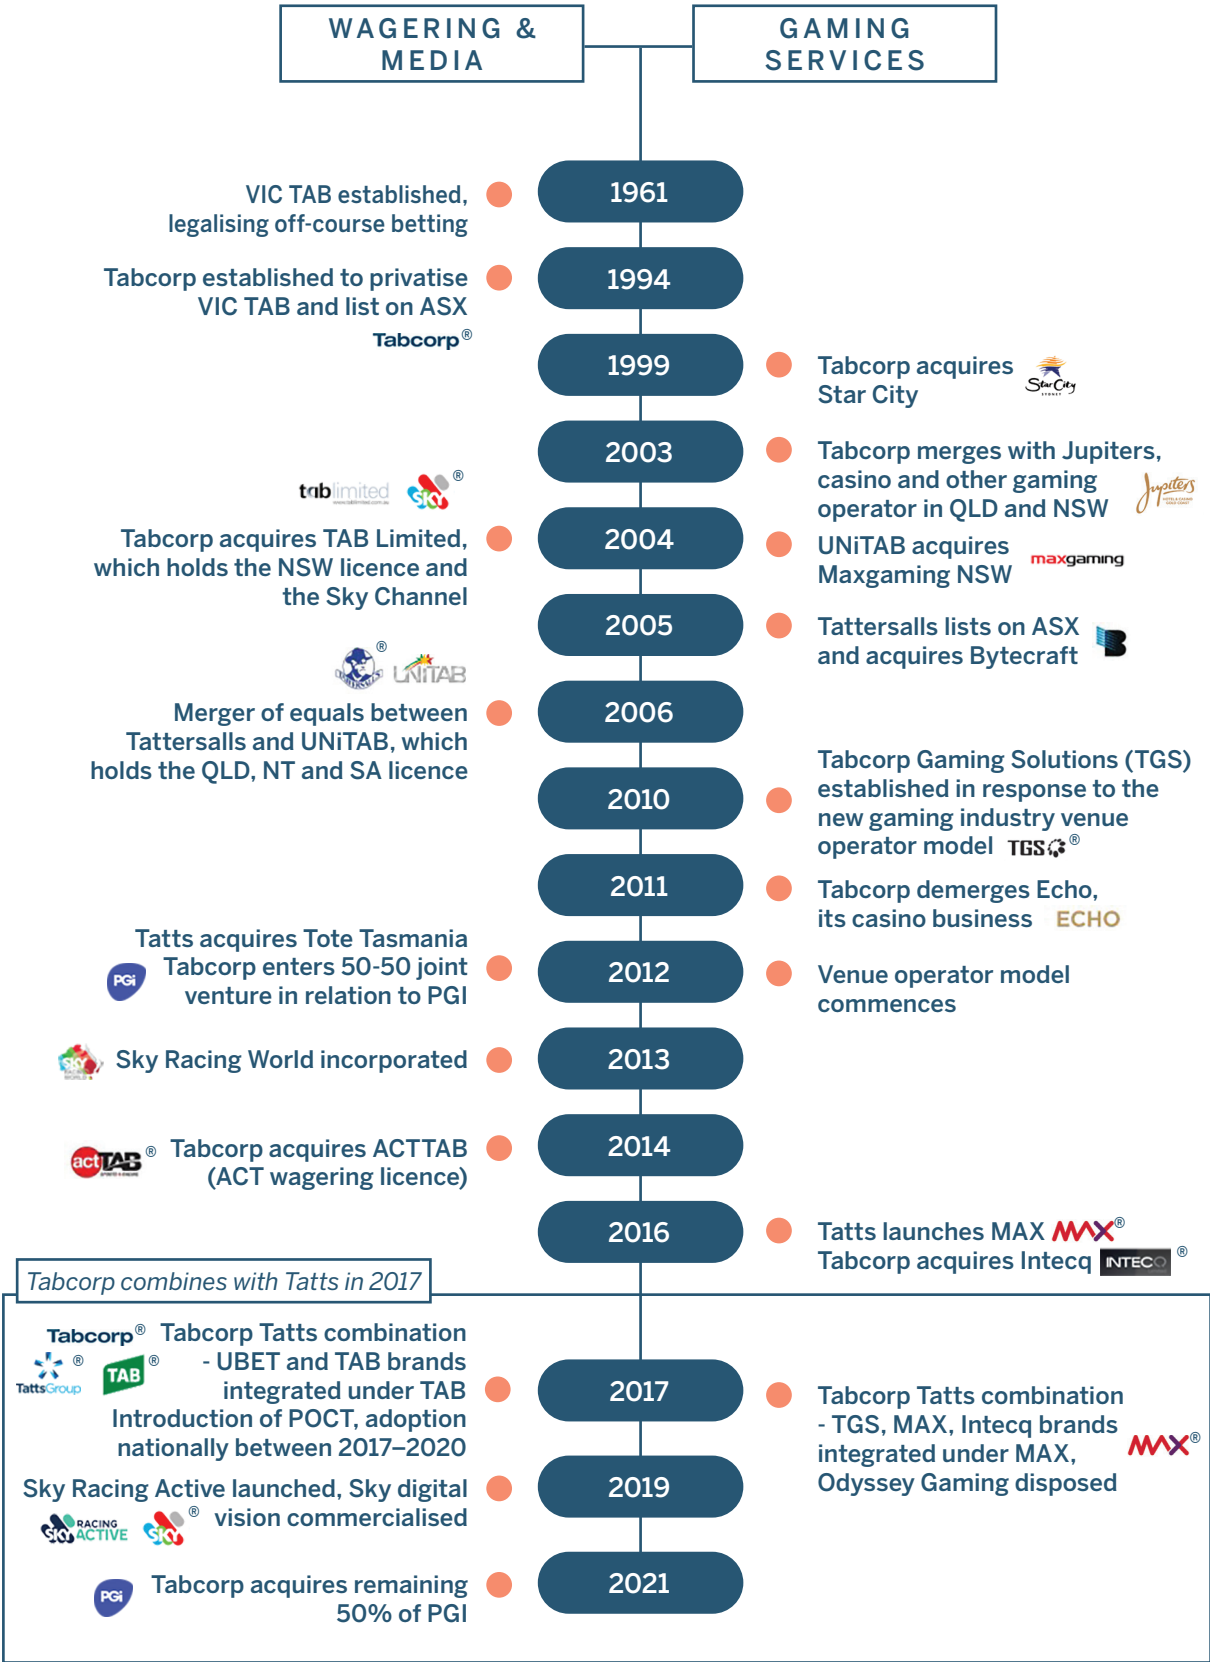 WAGERING &
MEDIA
GAMING
SERVICES
1961
VIC TAB established,
legalising off-course betting
1994
Tabcorp established to privatise
VIC TAB and list on ASX
Tabcorp®
1999
Tabcorp acquires
Star City
Star City
SYDNEY
2003
Tabcorp merges with Jupiters,
casino and other gaming
operator in QLD and NSW
Jupiters
tablimited
SKY®
2004
Tabcorp acquires TAB Limited,
which holds the NSW licence and
the Sky Channel
UNiTAB acquires
Maxgaming NSW
maxgaming
2005
Tattersalls lists on ASX
and acquires Bytecraft
B
®
UNiTAB
2006
Merger of equals between
Tattersalls and UNiTAB, which
holds the QLD, NT and SA licence
2010
Tabcorp Gaming Solutions (TGS)
established in response to the
new gaming industry venue
operator model TGS®
2011
Tabcorp demerges Echo,
its casino business ECHO
2012
Tatts acquires Tote Tasmania
Tabcorp enters 50-50 joint
venture in relation to PGI
PGi
Venue operator model
commences
2013
Sky Racing World incorporated
SKY
RACING
WORLD
2014
actTAB®
Tabcorp acquires ACTTAB
(ACT wagering licence)
2016
Tatts launches MAX MAX®
Tabcorp acquires Intecq INTECQ®
Tabcorp combines with Tatts in 2017
2017
Tabcorp® Tabcorp Tatts combination
- UBET and TAB brands
integrated under TAB
TattsGroup®
TAB®
Introduction of POCT, adoption
nationally between 2017–2020
Tabcorp Tatts combination
- TGS, MAX, Intecq brands
integrated under MAX,
Odyssey Gaming disposed
MAX®
2019
Sky Racing Active launched, Sky digital
vision commercialised
SKY RACING ACTIVE
SKY®
2021
PGi
Tabcorp acquires remaining
50% of PGI